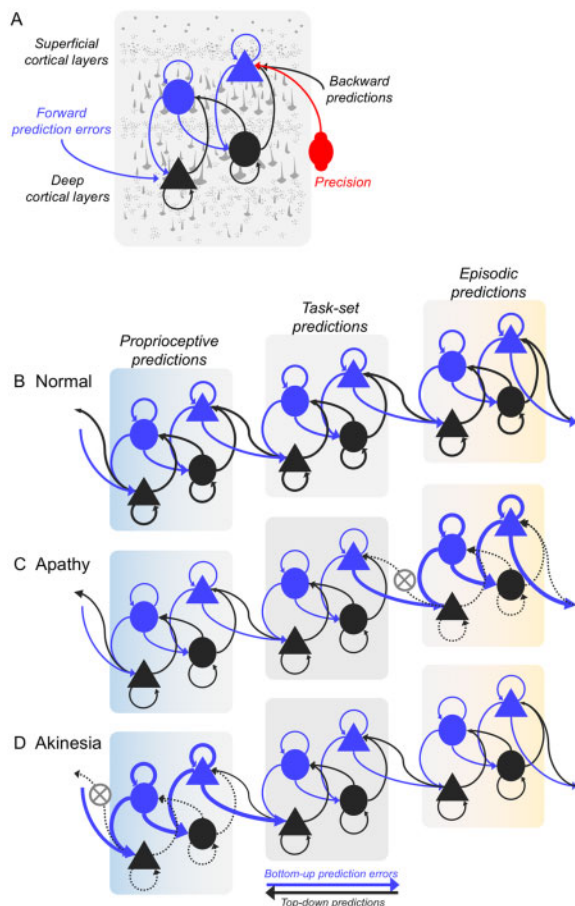 A
Superficial
cortical layers
Backward
predictions
Forward
prediction errors
Deep
cortical layers
Precision
Episodic
predictions
Task-set
predictions
Proprioceptive
predictions
B Normal
C Apathy
D Akinesia
Bottom-up prediction errors
Top-down predictions